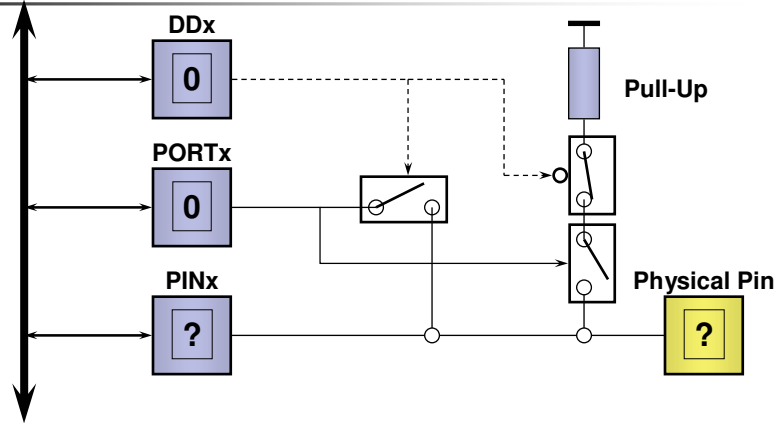 DDx
0
Pull-Up
PORTx
0
PINx
?
Physical Pin
?